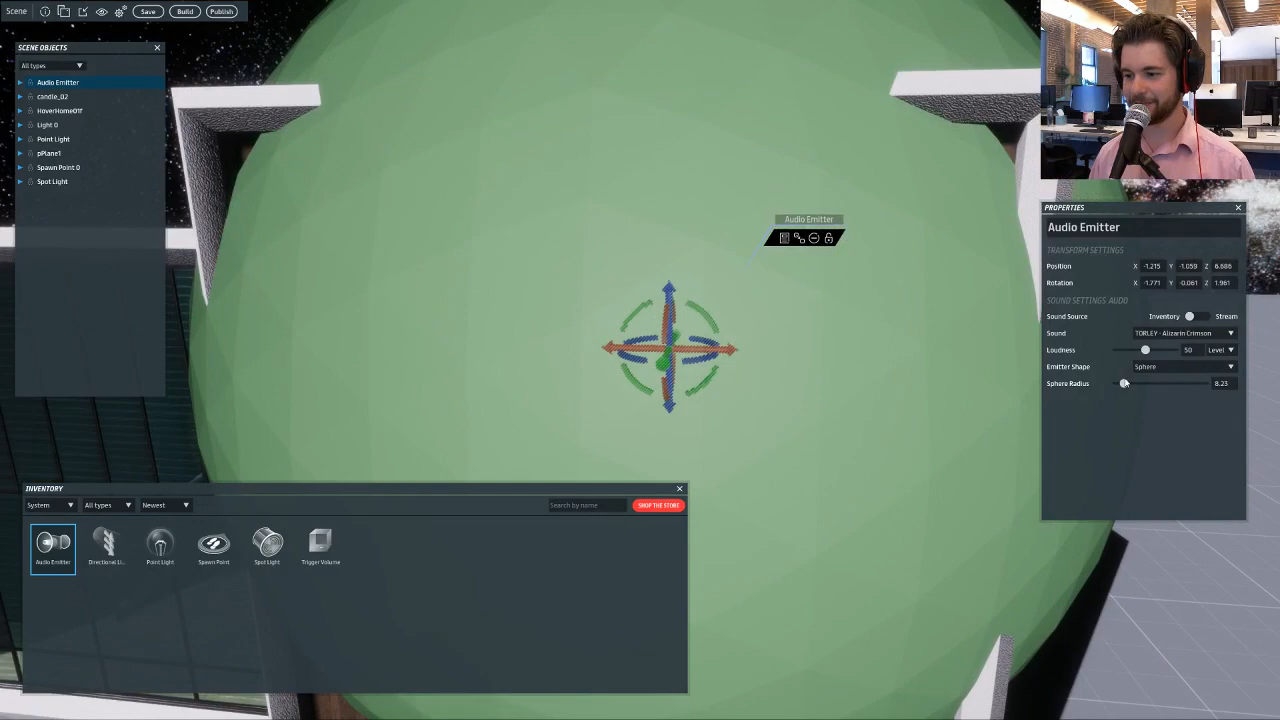 Scene Save Build Publish
SCENE OBJECTS
All types
Audio Emitter
candle_02
HoverHome01f
Light 0
Point Light
pPlane1
Spawn Point 0
Spot Light
Audio Emitter
PROPERTIES
Audio Emitter
TRANSFORM SETTINGS
Position X -1.215 Y -1.059 Z 6.686
Rotation X -1.771 Y -0.061 Z 1.961
SOUND SETTINGS AUDO
Sound Source Inventory Stream
Sound TORLEY - Alizarin Crimson
Loudness 50 Level
Emitter Shape Sphere
Sphere Radius 8.23
INVENTORY
System All types Newest Search by name SHOP THE STORE
Audio Emitter Directional Li... Point Light Spawn Point Spot Light Trigger Volume